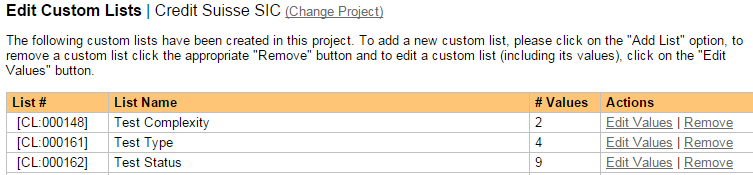 Edit Custom Lists | Credit Suisse SIC (Change Project)
The following custom lists have been created in this project. To add a new custom list, please click on the "Add List" option, to
remove a custom list click the appropriate "Remove" button and to edit a custom list (including its values), click on the "Edit
Values" button.
List # List Name # Values Actions
[CL:000148] Test Complexity 2 Edit Values | Remove
[CL:000161] Test Type 4 Edit Values | Remove
[CL:000162] Test Status 9 Edit Values | Remove